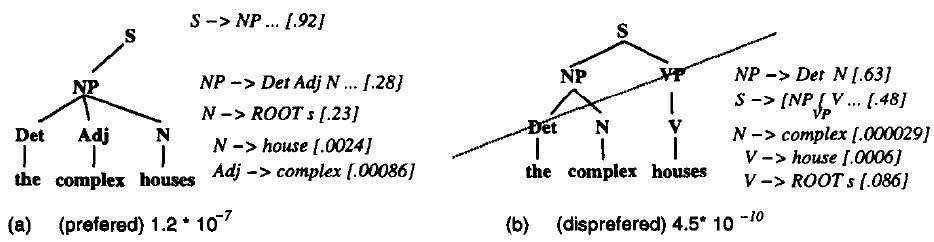 S -> NP ... [.92]
S
NP
NP -> Det Adj N ... [.28]
N -> ROOT s [.23]
Det Adj N
N -> house [.0024]
Adj -> complex [.00086]
the complex houses
(a) (prefered) 1.2 * 10^-7
S
NP VP
NP -> Det N [.63]
S -> [NP [ V ... [.48]
VP
Det N V
N -> complex [.000029]
V -> house [.0006]
V -> ROOT s [.086]
the complex houses
(b) (disprefered) 4.5* 10 ^-10